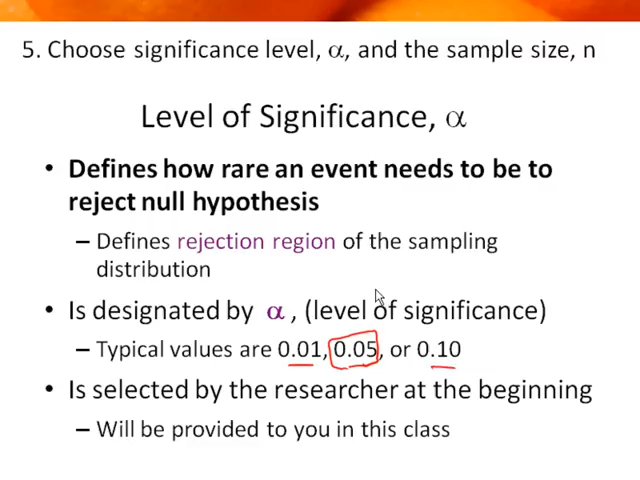 5. Choose significance level, α, and the sample size, n
Level of Significance, α
• Defines how rare an event needs to be to
reject null hypothesis
– Defines rejection region of the sampling
distribution
• Is designated by α , (level of significance)
– Typical values are 0.01, 0.05, or 0.10
• Is selected by the researcher at the beginning
– Will be provided to you in this class